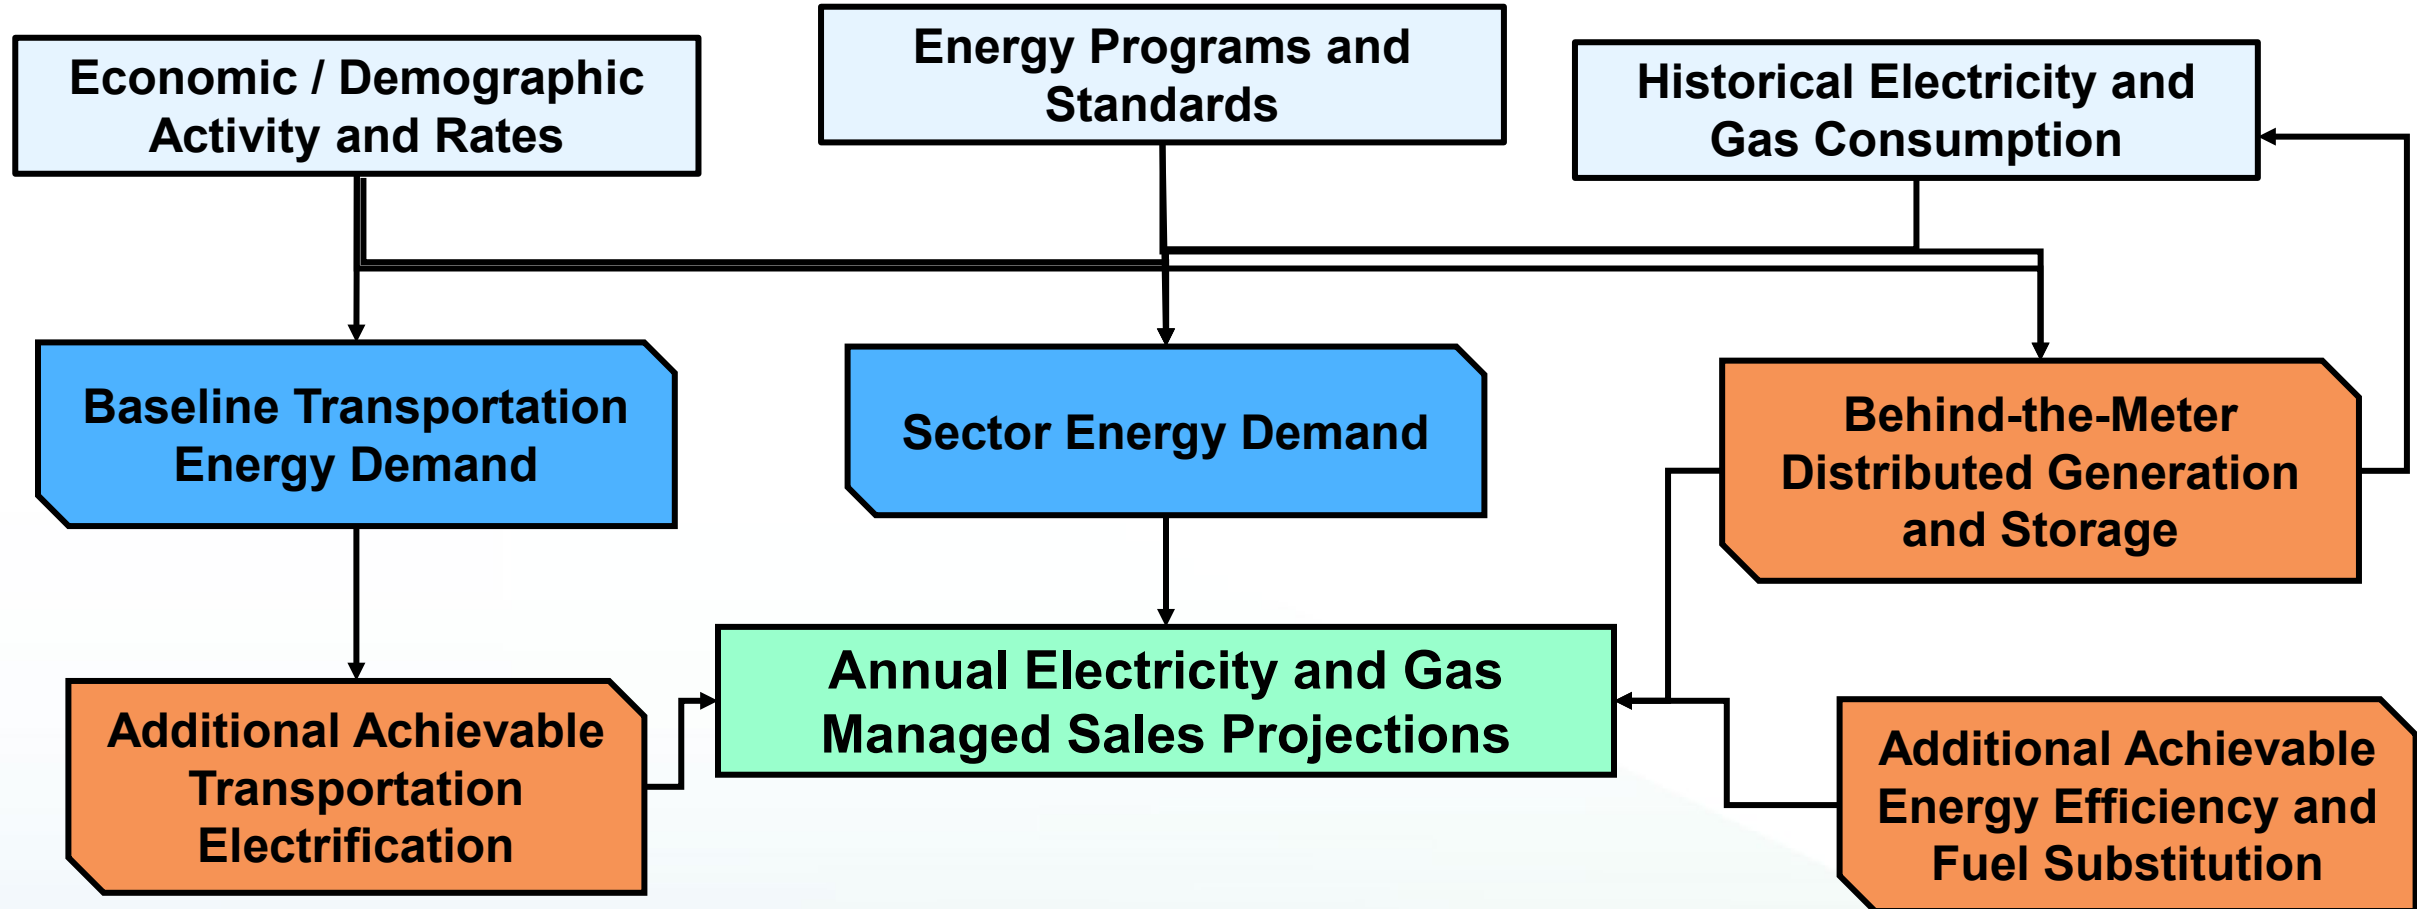 Economic / Demographic
Activity and Rates
Energy Programs and
Standards
Historical Electricity and
Gas Consumption
Baseline Transportation
Energy Demand
Sector Energy Demand
Behind-the-Meter
Distributed Generation
and Storage
Additional Achievable
Transportation
Electrification
Annual Electricity and Gas
Managed Sales Projections
Additional Achievable
Energy Efficiency and
Fuel Substitution